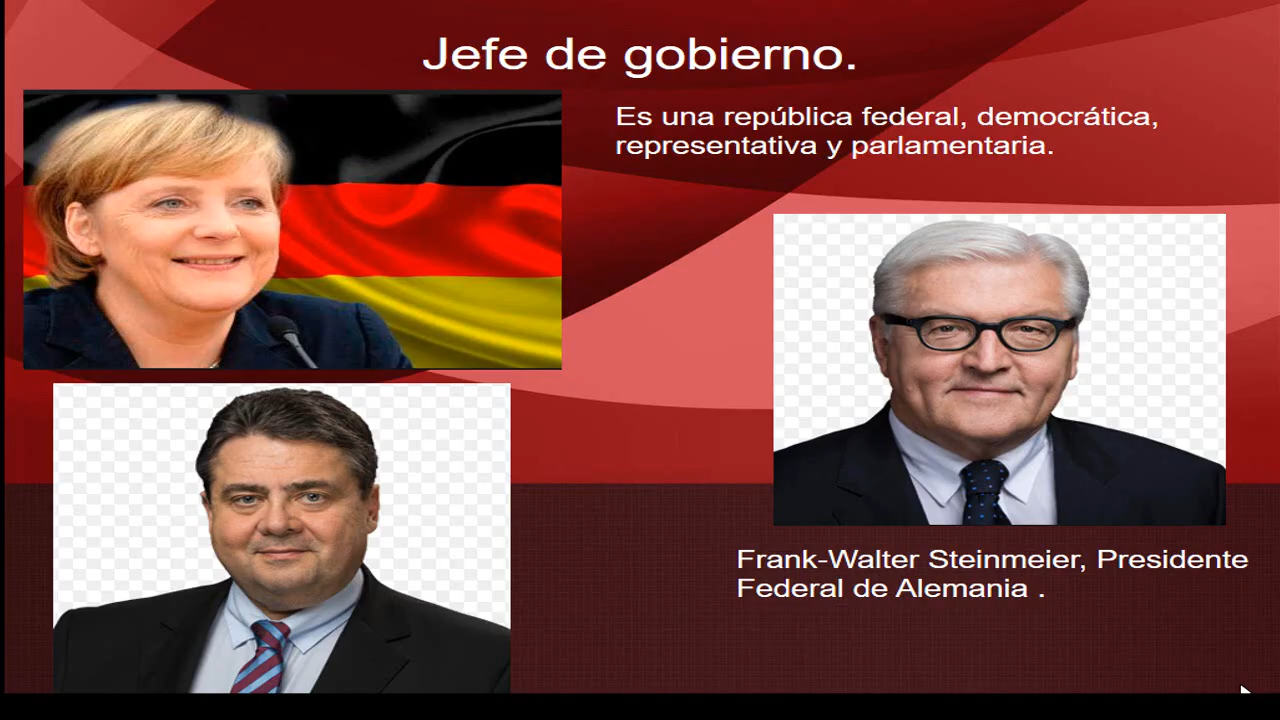 Jefe de gobierno.
Es una república federal, democrática,
representativa y parlamentaria.
Frank-Walter Steinmeier, Presidente
Federal de Alemania .